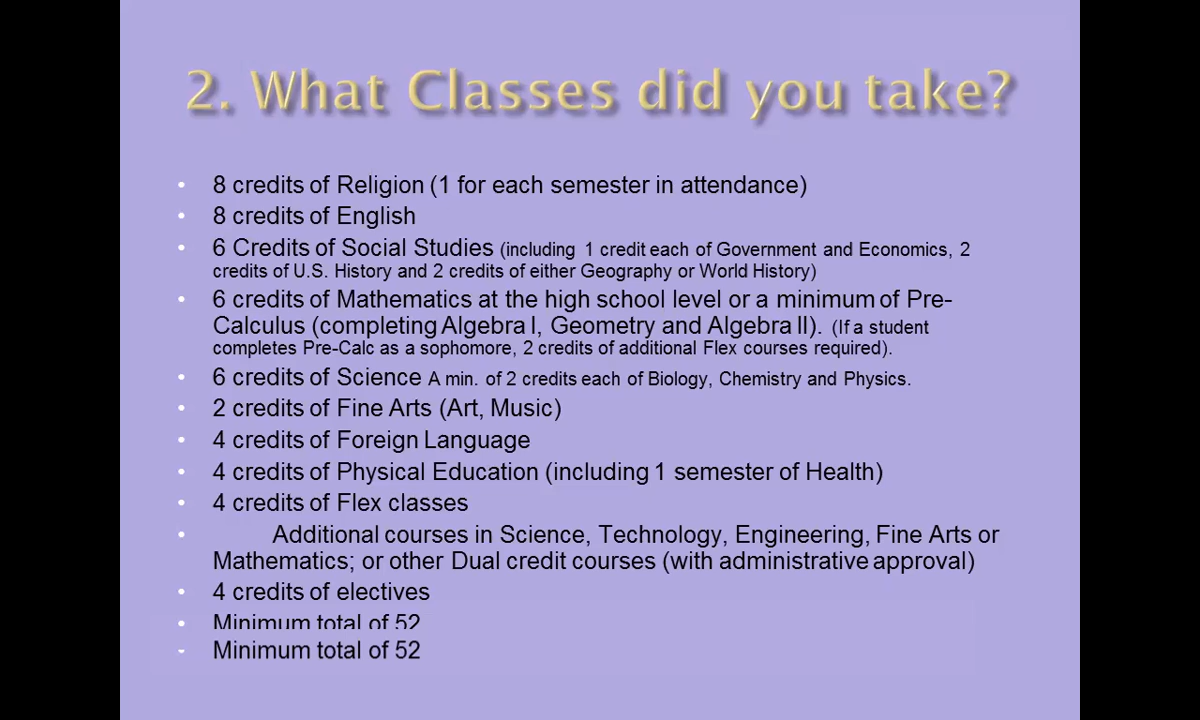 2. What Classes did you take?
• 8 credits of Religion (1 for each semester in attendance)
• 8 credits of English
• 6 Credits of Social Studies (including 1 credit each of Government and Economics, 2
credits of U.S. History and 2 credits of either Geography or World History)
• 6 credits of Mathematics at the high school level or a minimum of Pre-
Calculus (completing Algebra I, Geometry and Algebra II). (If a student
completes Pre-Calc as a sophomore, 2 credits of additional Flex courses required).
• 6 credits of Science A min. of 2 credits each of Biology, Chemistry and Physics.
• 2 credits of Fine Arts (Art, Music)
• 4 credits of Foreign Language
• 4 credits of Physical Education (including 1 semester of Health)
• 4 credits of Flex classes
• Additional courses in Science, Technology, Engineering, Fine Arts or
Mathematics; or other Dual credit courses (with administrative approval)
• 4 credits of electives
• Minimum total of 52
• Minimum total of 52